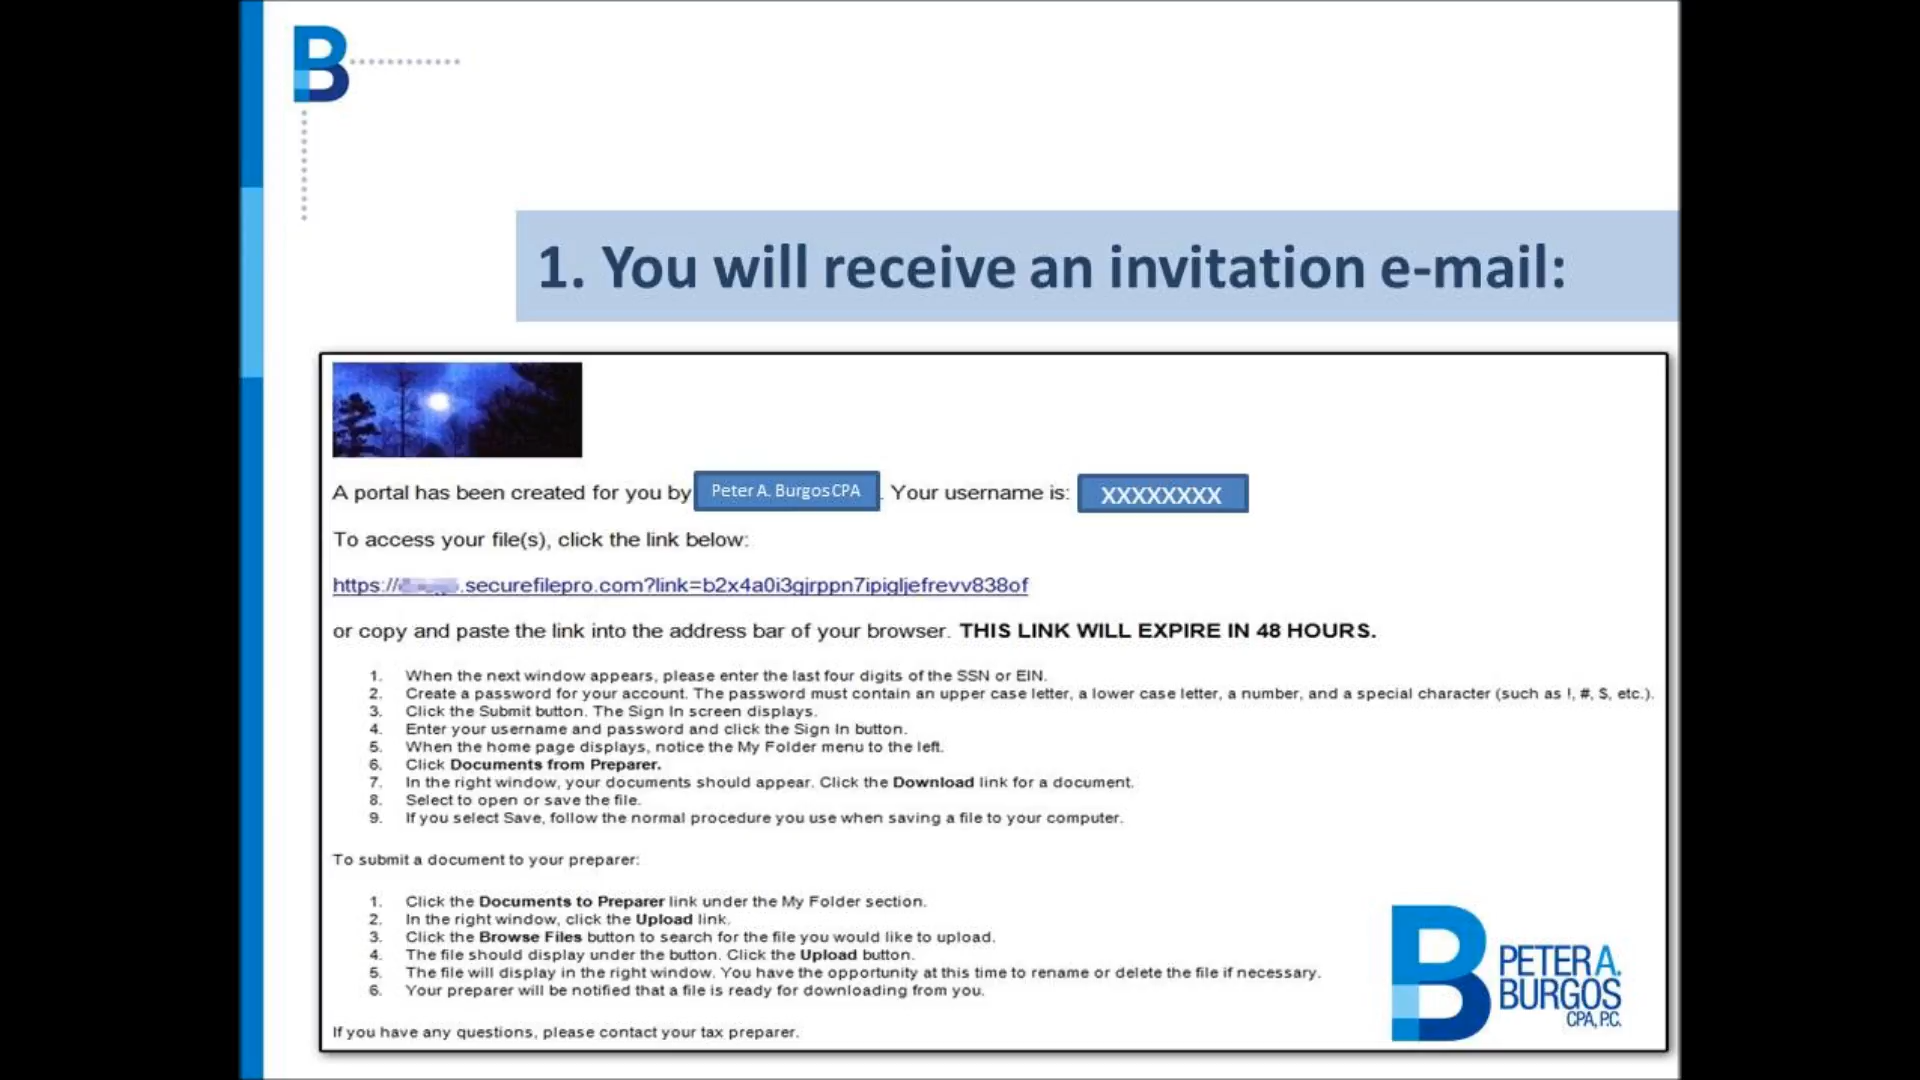 B
1. You will receive an invitation e-mail:
A portal has been created for you by Peter A. Burgos CPA. Your username is: XXXXXXXX
To access your file(s), click the link below:
https:// .securefilepro.com?link=b2x4a0i3gjrppn7ipigljefrevv838of
or copy and paste the link into the address bar of your browser. THIS LINK WILL EXPIRE IN 48 HOURS.
1. When the next window appears, please enter the last four digits of the SSN or EIN.
2. Create a password for your account. The password must contain an upper case letter, a lower case letter, a number, and a special character (such as !, #, $, etc.).
3. Click the Submit button. The Sign In screen displays.
4. Enter your username and password and click the Sign In button.
5. When the home page displays, notice the My Folder menu to the left.
6. Click Documents from Preparer.
7. In the right window, your documents should appear. Click the Download link for a document.
8. Select to open or save the file.
9. If you select Save, follow the normal procedure you use when saving a file to your computer.
To submit a document to your preparer:
1. Click the Documents to Preparer link under the My Folder section.
2. In the right window, click the Upload link.
3. Click the Browse Files button to search for the file you would like to upload.
4. The file should display under the button. Click the Upload button.
5. The file will display in the right window. You have the opportunity at this time to rename or delete the file if necessary.
6. Your preparer will be notified that a file is ready for downloading from you.
If you have any questions, please contact your tax preparer.
B
PETER A.
BURGOS
CPA, P.C.